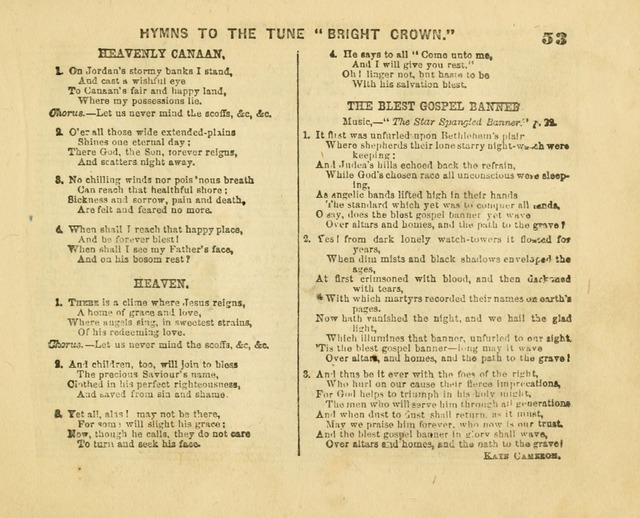 HYMNS TO THE TUNE "BRIGHT CROWN." 53
HEAVENLY CANAAN.
1. On Jordan's stormy banks I stand,
And cast a wishful eye
To Canaan's fair and happy land,
Where my possessions lie.
Chorus.—Let us never mind the scoffs, &c, &c.
2. O'er all those wide extended-plains
Shines one eternal day;
There God, the Son, forever reigns,
And scatters night away.
3. No chilling winds nor pois'nous breath
Can reach that healthful shore;
Sickness and sorrow, pain and death,
Are felt and feared no more.
4. When shall I reach that happy place,
And be forever blest!
When shall I see my Father's face,
And on his bosom rest?
HEAVEN.
1. THERE is a clime where Jesus reigns,
A home of grace and love,
Where angels sing, in sweetest strains,
Of his redeeming love.
Chorus.—Let us never mind the scoffs, &c, &c.
2. And children, too, will join to bless
The precious Saviour's name,
Clothed in his perfect righteousness,
And saved from sin and shame.
3. Yet all, alas! may not be there,
For some will slight his grace;
Now, though he calls, they do not care
To turn and seek his face.
4. He says to all "Come unto me,
And I will give you rest."
Oh! linger not, but haste to be
With his salvation blest.
THE BLEST GOSPEL BANNER
Music,—"The Star Spangled Banner." p. 22.
1. It first was unfurled upon Bethlehem's plair
Where shepherds their lone starry night-watch were
keeping;
And Judea's hills echoed back the refrain,
While God's chosen race all unconscious were sleep-
ing,
As angelic bands lifted high in their hands
The standard which yet was to conquer all lands.
O say, does the blest gospel banner yet wave
Over altars and homes, and the path to the grave?
2. Yes! from dark lonely watch-towers it floated for
years,
When dim mists and black shadows enveloped the
ages,
At first crimsoned with blood, and then darkened
with tears,
With which martyrs recorded their names on earth's
pages.
Now hath vanished the night, and we hail the glad
light,
Which illumines that banner, unfurled to our sight.
'Tis the blest gospel banner—long may it wave
Over altars, and homes, and the path to the grave!
3. And thus be it ever with the foes of the right,
Who hurl on our cause their fierce imprecations,
For God helps to triumph in his holy might,
The men who will serve him through all generations
And when dust to dust shall return, as it must,
May we praise him forever, who now is our trust.
And the blest gospel banner in glory shall wave,
Over altars and homes, and the path to the grave!
KATE CAMERON.